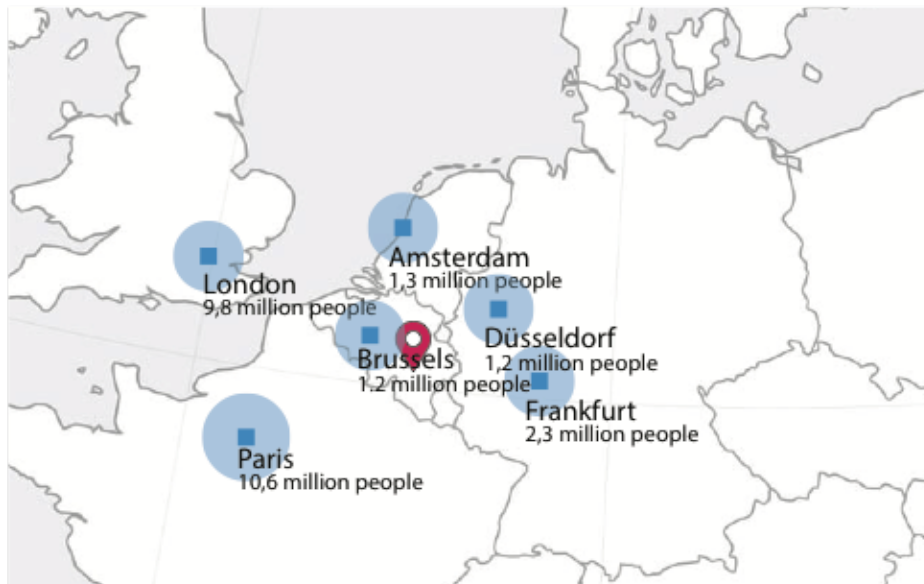 Amsterdam
1,3 million people
London
9,8 million people
Düsseldorf
1,2 million people
Brussels
1.2 million people
Frankfurt
2,3 million people
Paris
10,6 million people